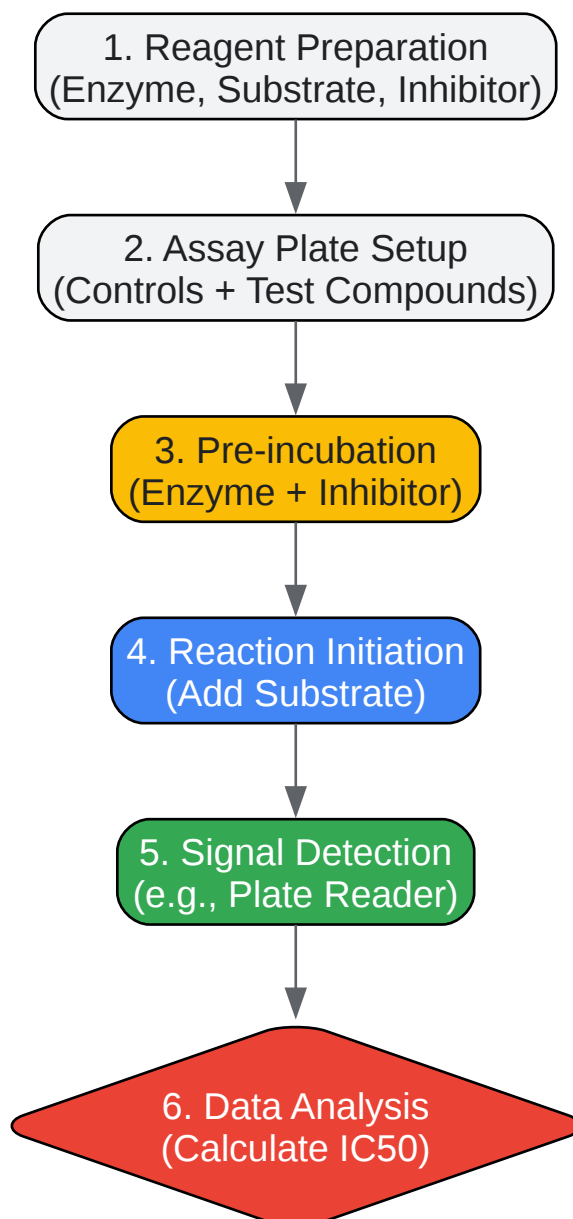 1. Reagent Preparation
(Enzyme, Substrate, Inhibitor)
2. Assay Plate Setup
(Controls + Test Compounds)
3. Pre-incubation
(Enzyme + Inhibitor)
4. Reaction Initiation
(Add Substrate)
5. Signal Detection
(e.g., Plate Reader)
6. Data Analysis
(Calculate IC50)